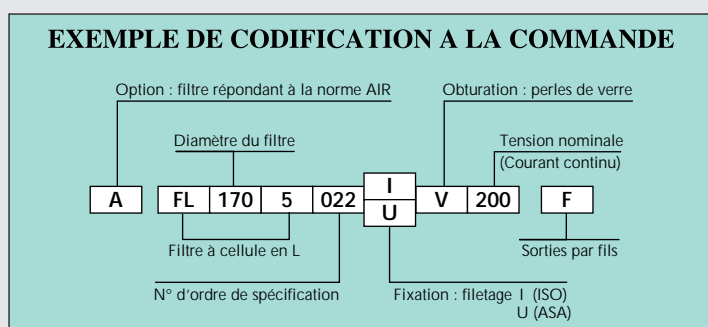 EXEMPLE DE CODIFICATION A LA COMMANDE
Option : filtre répondant à la norme AIR
Obturation : perles de verre
Diamètre du filtre
Tension nominale
(Courant continu)
A FL 170 5 022 I U V 200 F
Filtre à cellule en L
Sorties par fils
N° d'ordre de spécification
Fixation : filetage I (ISO)
U (ASA)